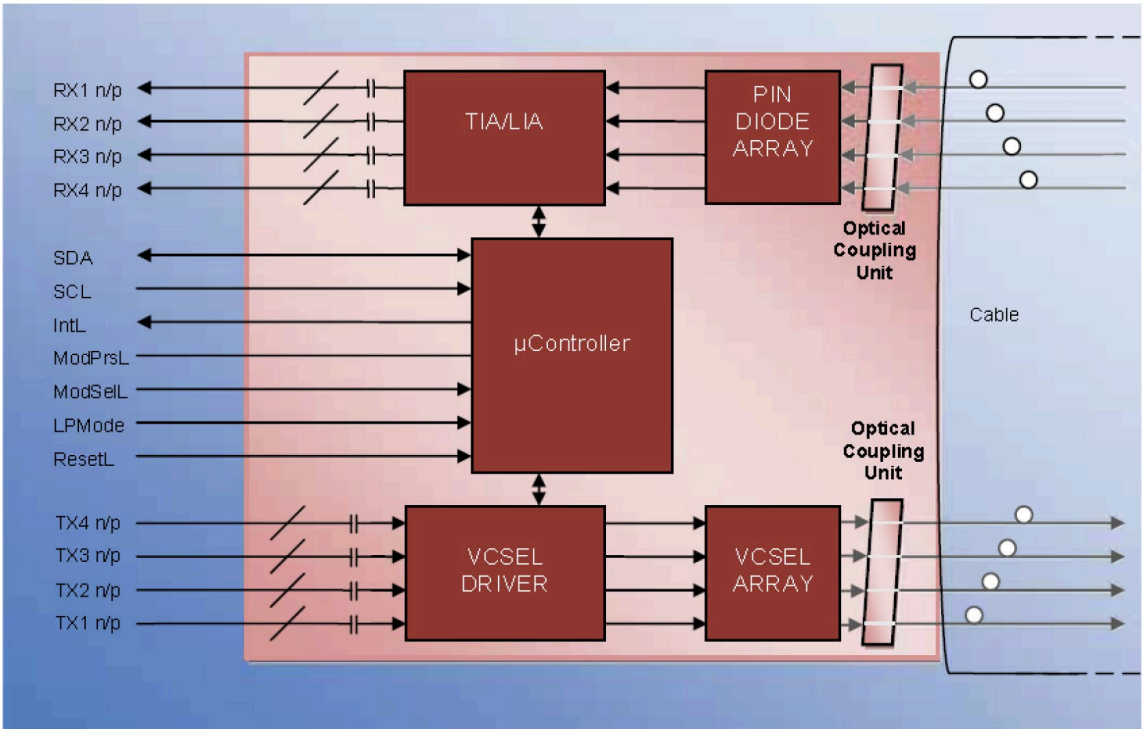 RX1 n/p
RX2 n/p
RX3 n/p
RX4 n/p
TIA/LIA
PIN
DIODE
ARRAY
Optical
Coupling
Unit
SDA
SCL
IntL
ModPrsL
ModSelL
LPMode
ResetL
µController
Cable
Optical
Coupling
Unit
TX4 n/p
TX3 n/p
TX2 n/p
TX1 n/p
VCSEL
DRIVER
VCSEL
ARRAY